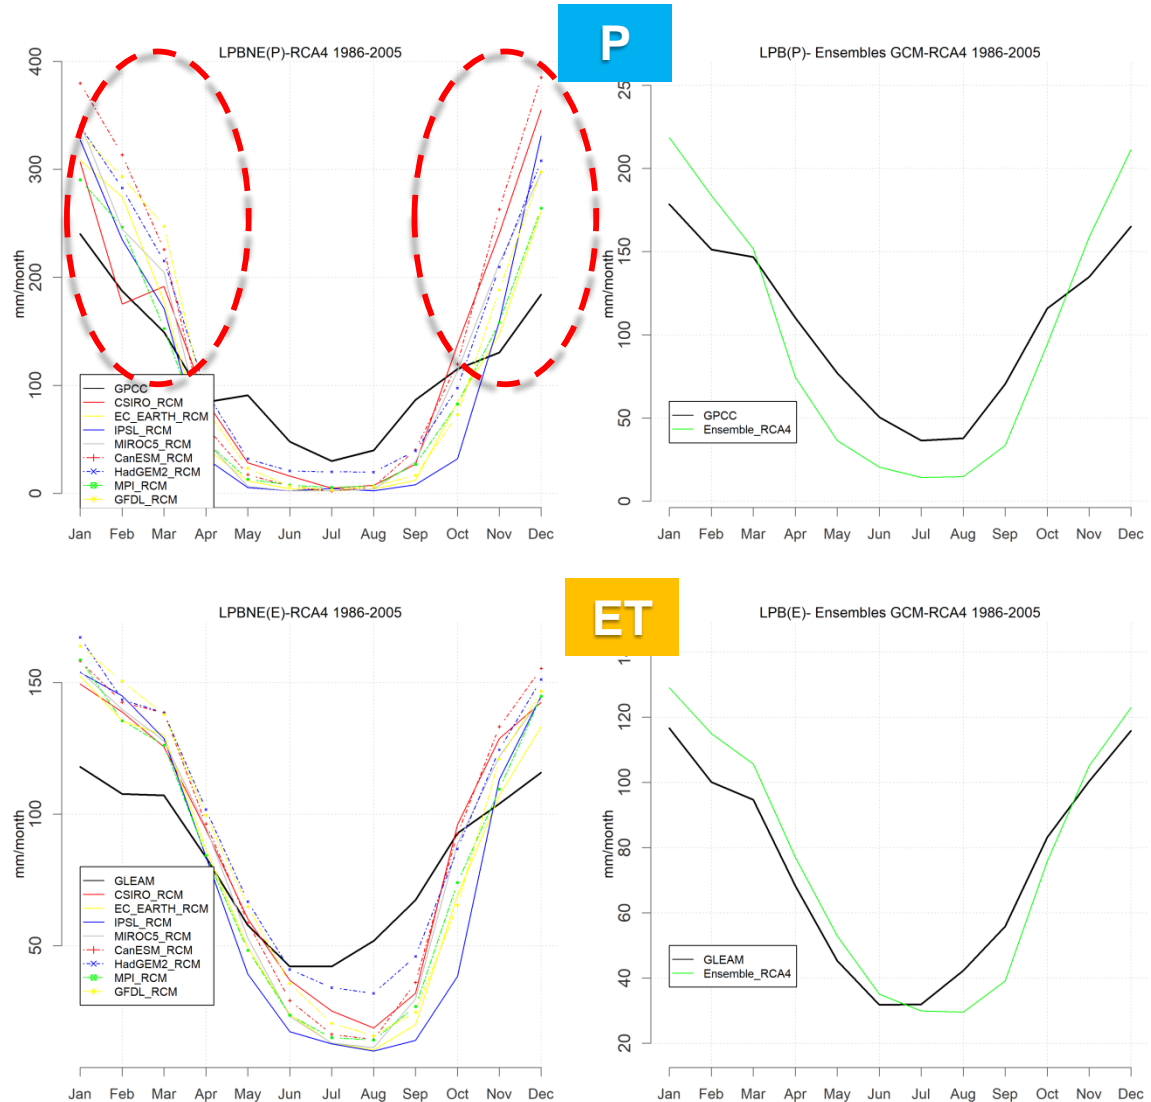 P
LPBNE(P)-RCA4 1986-2005
mm/month
400
300
200
100
0
GPCC
CSIRO_RCM
EC_EARTH_RCM
IPSL_RCM
MIROC5_RCM
CanESM_RCM
HadGEM2_RCM
MPI_RCM
GFDL_RCM
Jan Feb Mar Apr May Jun Jul Aug Sep Oct Nov Dec
LPB(P)- Ensembles GCM-RCA4 1986-2005
mm/month
200
150
100
50
0
GPCC
Ensemble_RCA4
Jan Feb Mar Apr May Jun Jul Aug Sep Oct Nov Dec
ET
LPBNE(E)-RCA4 1986-2005
mm/month
150
100
50
GLEAM
CSIRO_RCM
EC_EARTH_RCM
IPSL_RCM
MIROC5_RCM
CanESM_RCM
HadGEM2_RCM
MPI_RCM
GFDL_RCM
Jan Feb Mar Apr May Jun Jul Aug Sep Oct Nov Dec
LPB(E)- Ensembles GCM-RCA4 1986-2005
mm/month
120
100
80
60
40
20
GLEAM
Ensemble_RCA4
Jan Feb Mar Apr May Jun Jul Aug Sep Oct Nov Dec